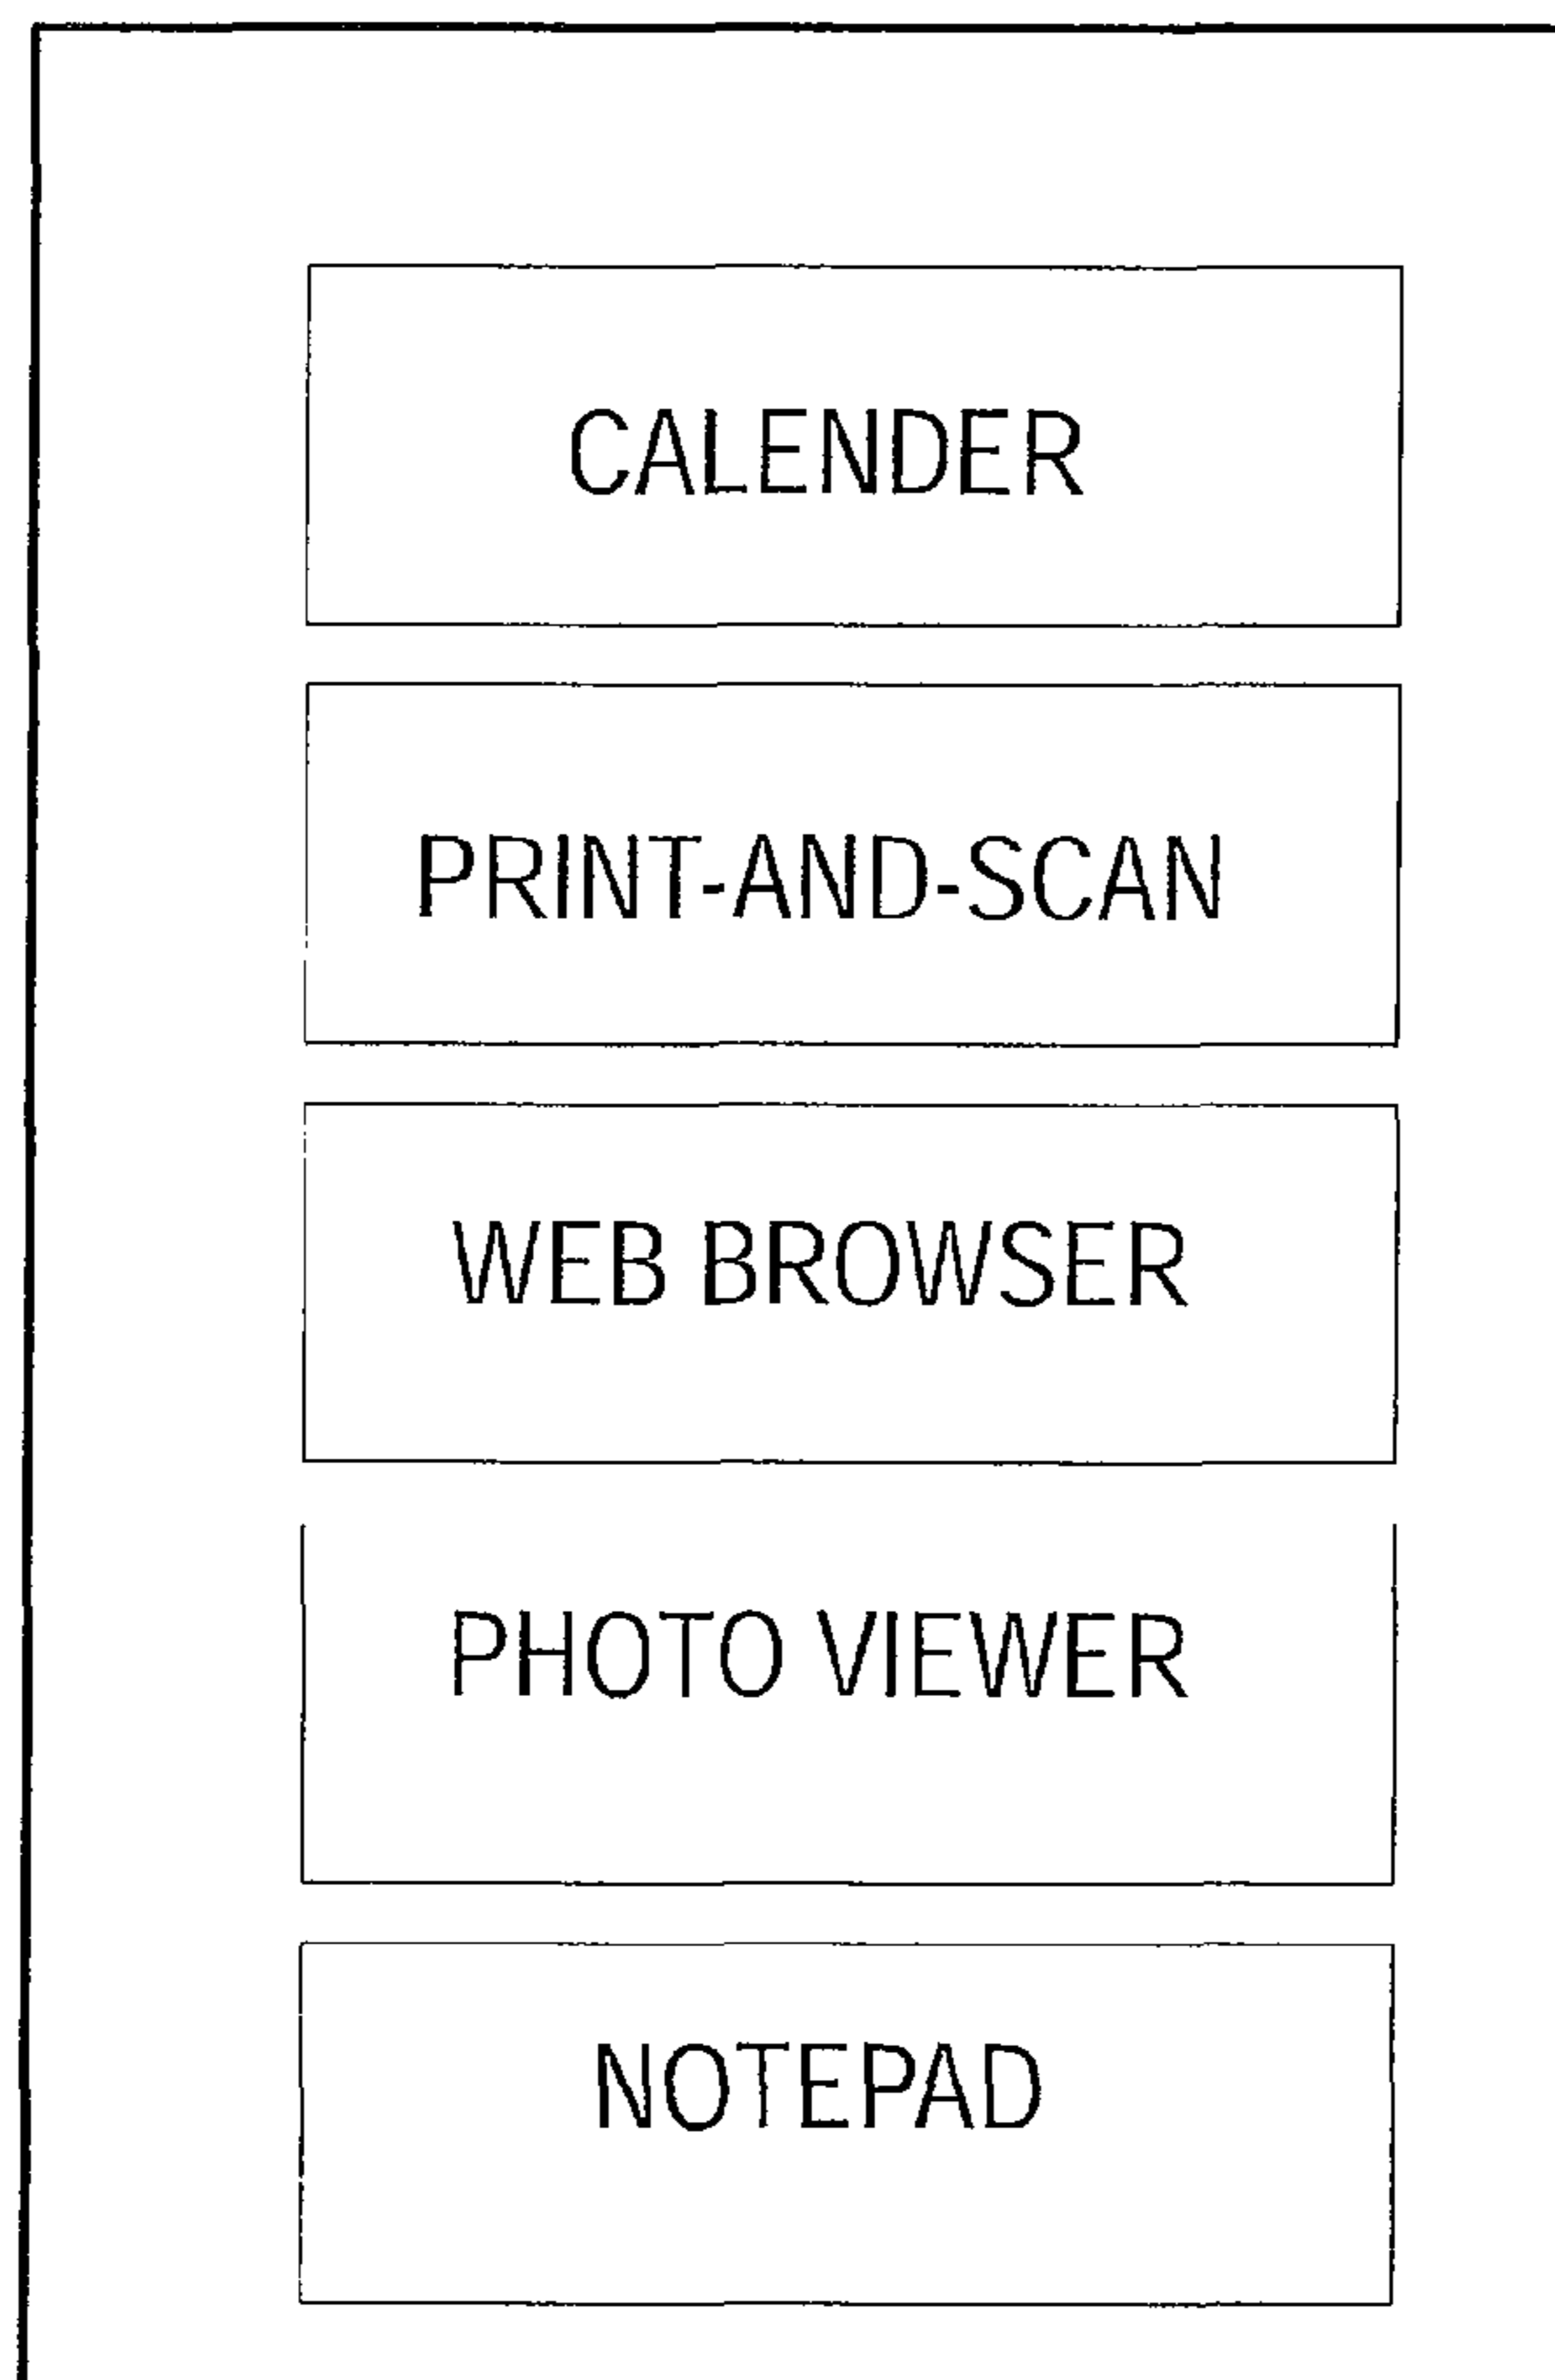 CALENDER
PRINT-AND-SCAN
WEB BROWSER
PHOTO VIEWER
NOTEPAD